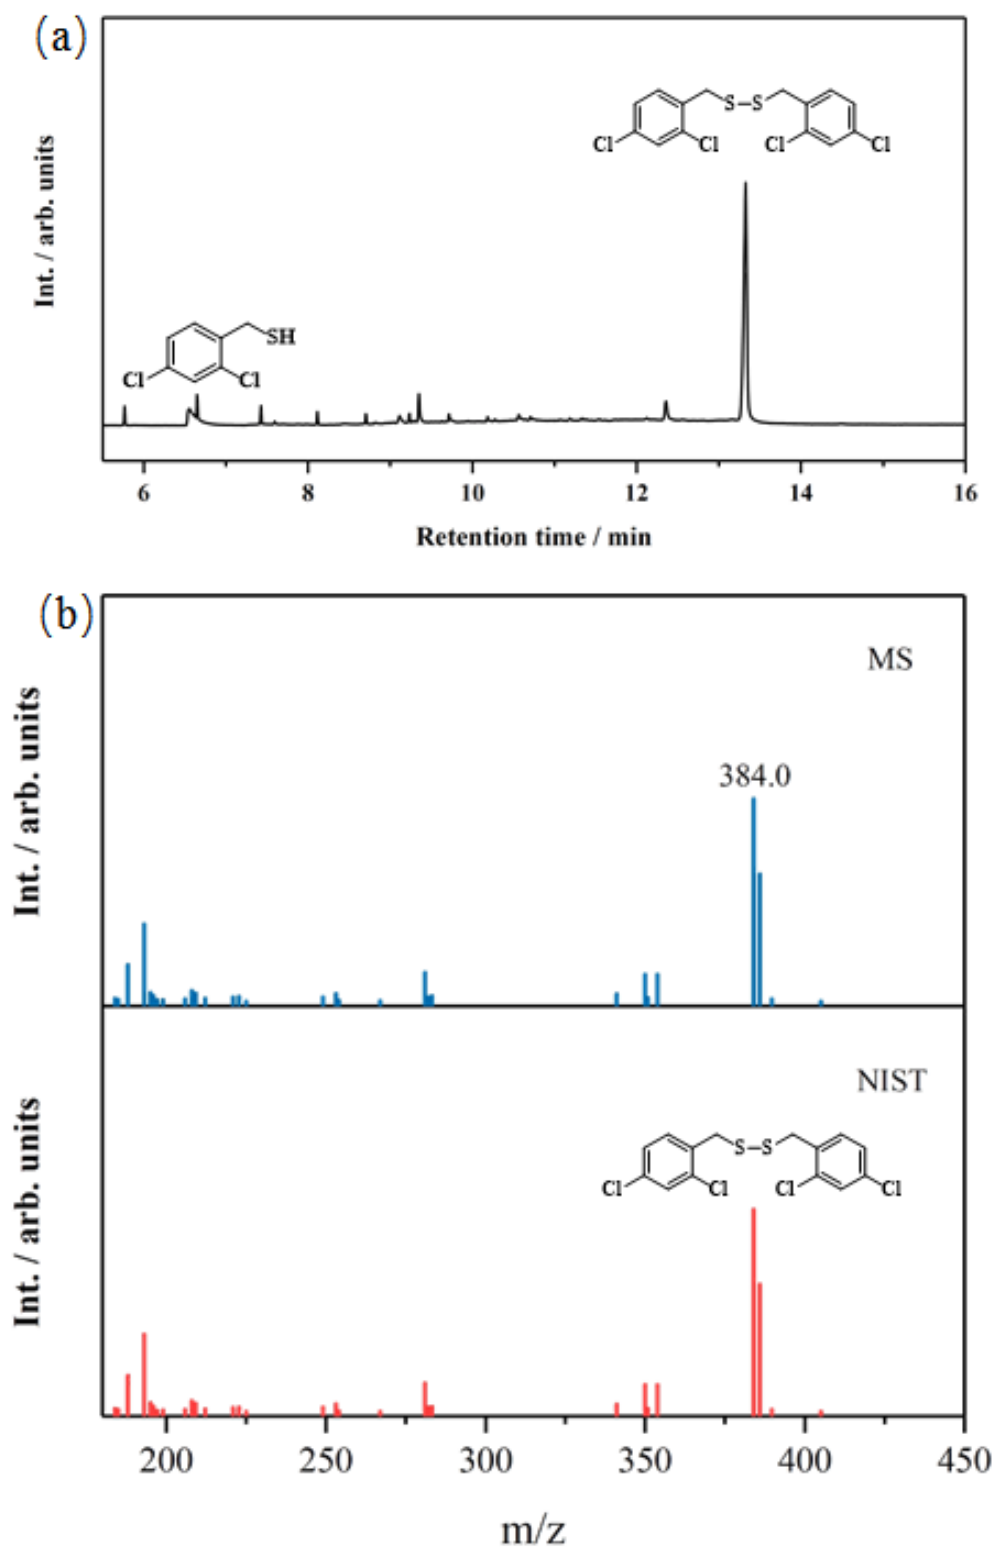 (a)
Int. / arb. units
S-S
Cl Cl Cl Cl
SH
Cl Cl
6 8 10 12 14 16
Retention time / min
(b)
Int. / arb. units
MS
384.0
Int. / arb. units
NIST
S-S
Cl Cl Cl Cl
200 250 300 350 400 450
m/z